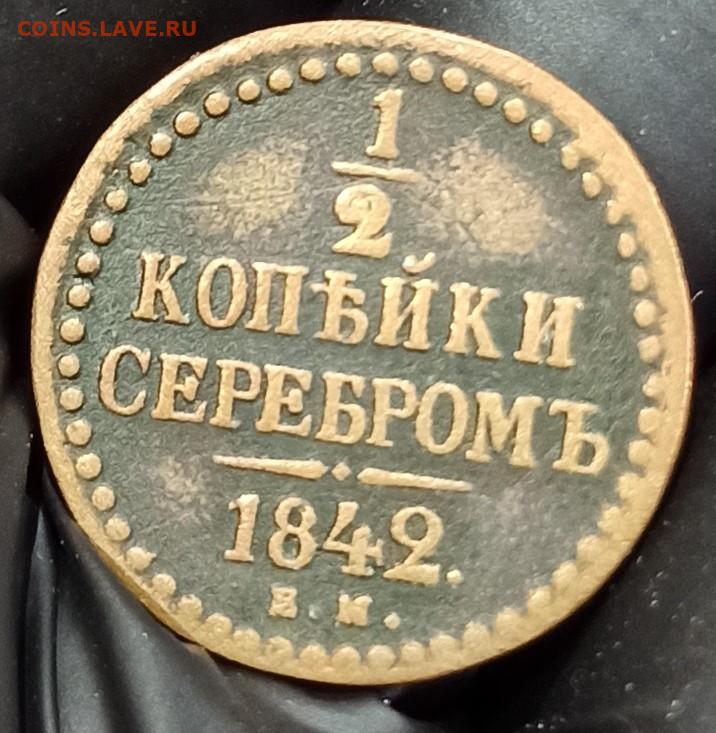 COINS.LAVE.RU
1
2
КОПѢЙКИ
СЕРЕБРОМЪ
1842.
Е.М.